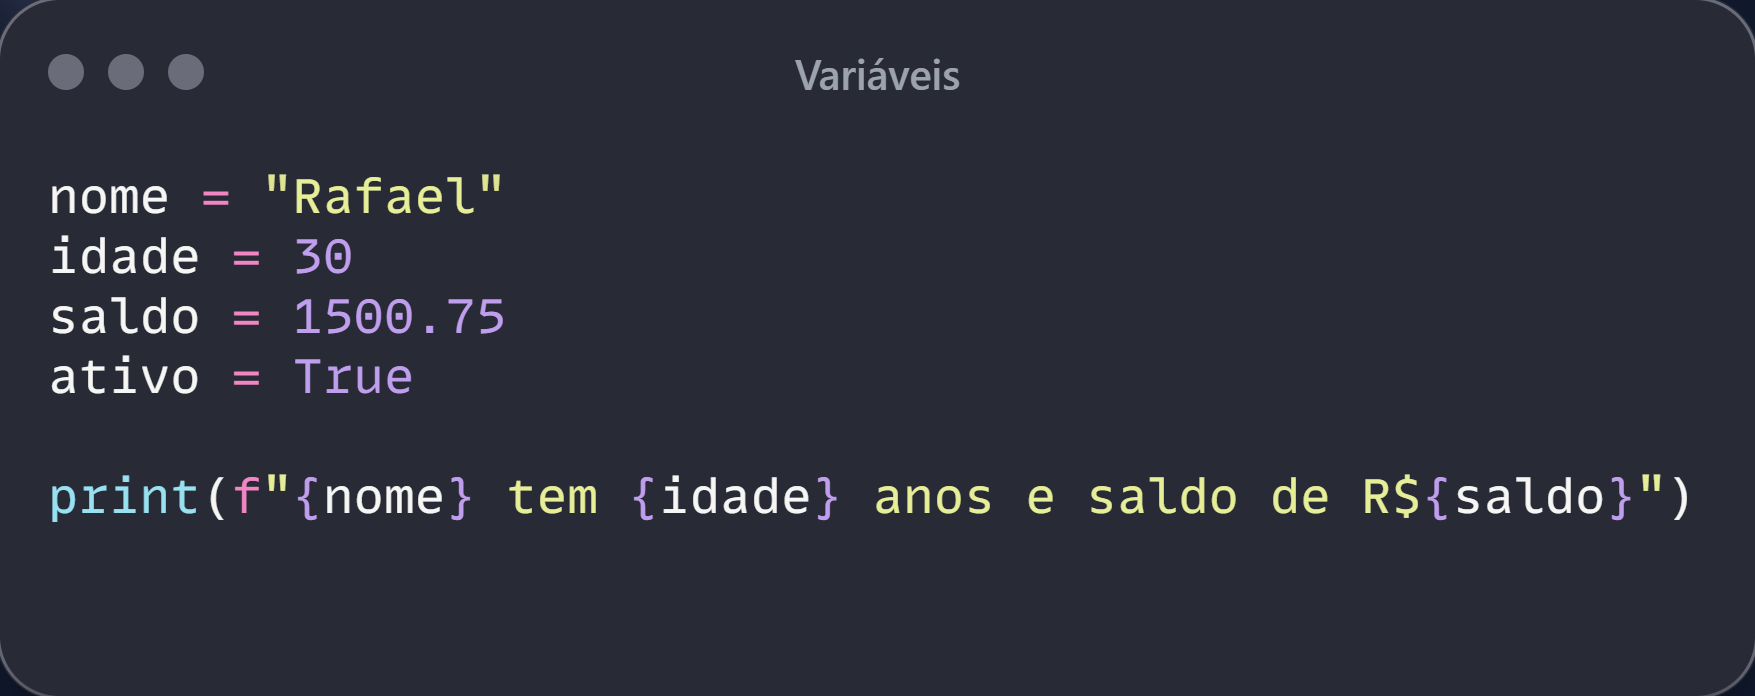 Variáveis
nome = "Rafael"
idade = 30
saldo = 1500.75
ativo = True
print(f"{nome} tem {idade} anos e saldo de R${saldo}")